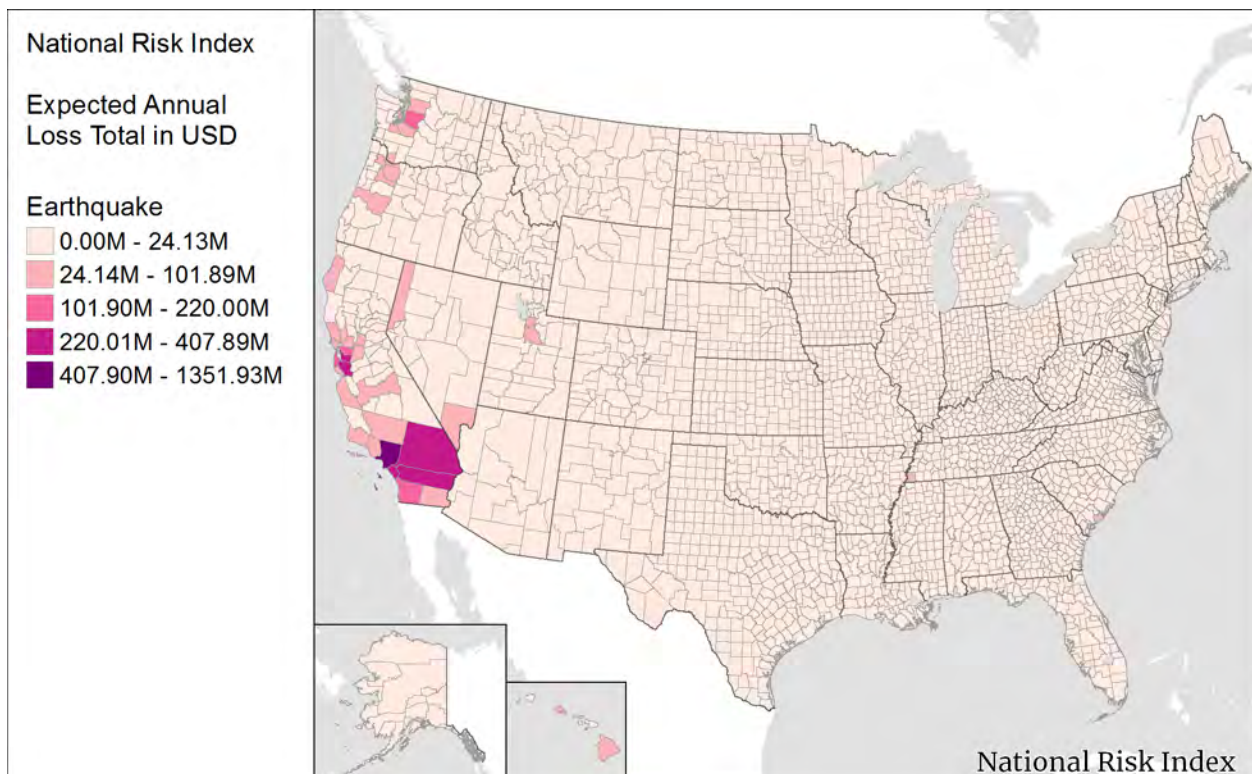 National Risk Index
Expected Annual
Loss Total in USD
Earthquake
0.00M - 24.13M
24.14M - 101.89M
101.90M - 220.00M
220.01M - 407.89M
407.90M - 1351.93M
National Risk Index